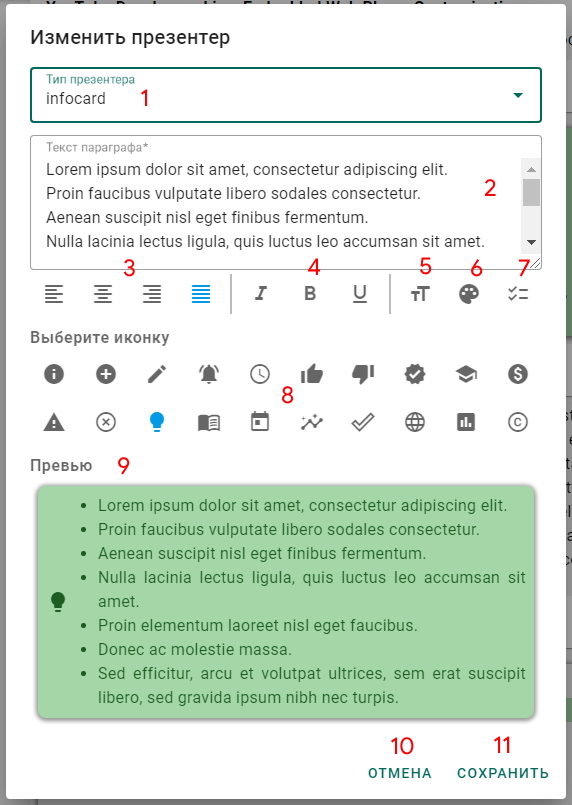 Изменить презентер
Тип презентера
infocard 1
Текст параграфа*
Lorem ipsum dolor sit amet, consectetur adipiscing elit.
Proin faucibus vulputate libero sodales consectetur.
2
Aenean suscipit nisl eget finibus fermentum.
Nulla lacinia lectus ligula, quis luctus leo accumsan sit amet.
3 4 5 6 7
I B U TT
Выберите иконку
8
Превью 9
Lorem ipsum dolor sit amet, consectetur adipiscing elit.
Proin faucibus vulputate libero sodales consectetur.
Aenean suscipit nisl eget finibus fermentum.
Nulla lacinia lectus ligula, quis luctus leo accumsan sit
amet.
Proin elementum laoreet nisl eget faucibus.
Donec ac molestie massa.
Sed efficitur, arcu et volutpat ultrices, sem erat suscipit
libero, sed gravida ipsum nibh nec turpis.
10 11
ОТМЕНА СОХРАНИТЬ